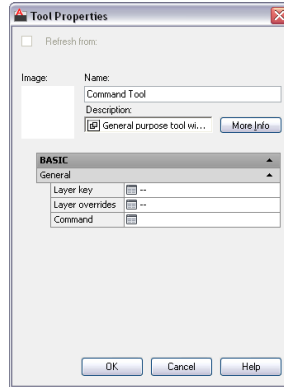 Tool Properties
Refresh from:
Image:
Name:
Command Tool
Description:
General purpose tool wi...
More Info
BASIC
General
Layer key --
Layer overrides --
Command
OK Cancel Help